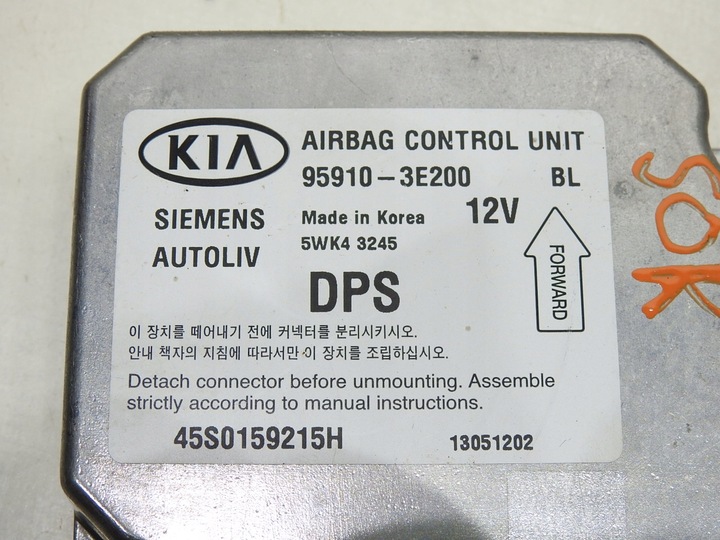 KIA AIRBAG CONTROL UNIT
95910-3E200 BL
SIEMENS Made in Korea 12V
AUTOLIV 5WK4 3245
DPS
FORWARD
이 장치를 떼어내기 전에 커넥터를 분리시키시오.
안내 책자의 지침에 따라서만 이 장치를 조립하십시오.
Detach connector before unmounting. Assemble
strictly according to manual instructions.
45S0159215H 13051202
SOK